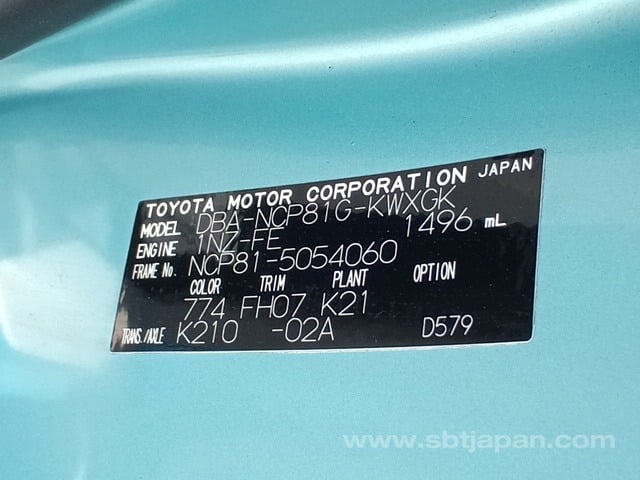 TOYOTA MOTOR CORPORATION JAPAN
MODEL DBA-NCP81G-KWXGK
ENGINE 1NZ-FE 1496 mL
FRAME No. NCP81-5054060
COLOR TRIM PLANT OPTION
774 FH07 K21
TRANS./AXLE K210 -02A D579
www.sbtjapan.com